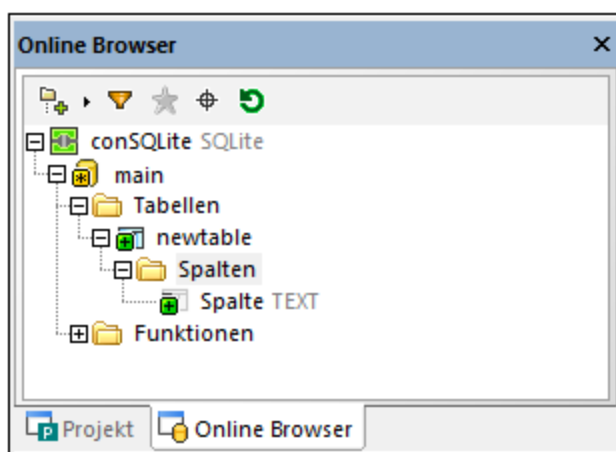 Online Browser
conSQLite SQLite
main
Tabellen
newtable
Spalten
Spalte TEXT
Funktionen
Projekt Online Browser